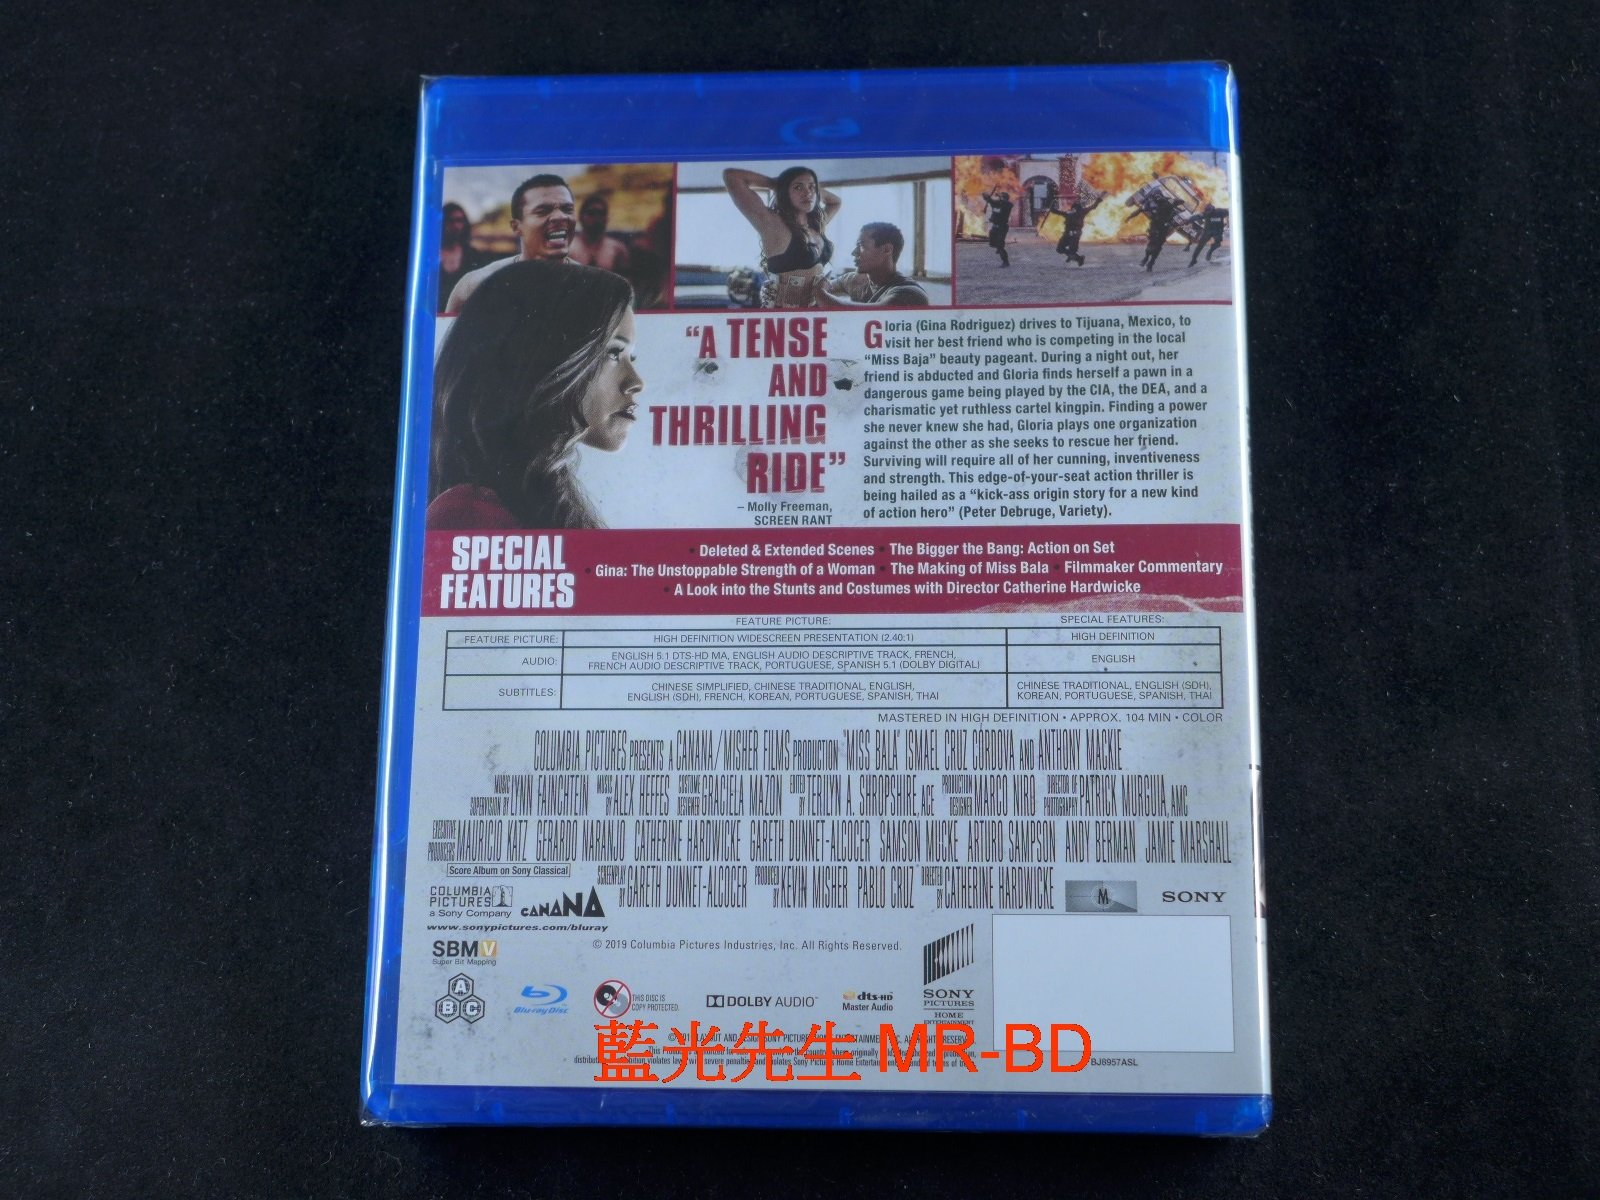 “A TENSE
AND
THRILLING
RIDE”
– Molly Freeman,
SCREEN RANT
Gloria (Gina Rodriguez) drives to Tijuana, Mexico, to
visit her best friend who is competing in the local
“Miss Baja” beauty pageant. During a night out, her
friend is abducted and Gloria finds herself a pawn in a
dangerous game being played by the CIA, the DEA, and a
charismatic yet ruthless cartel kingpin. Finding a power
she never knew she had, Gloria plays one organization
against the other as she seeks to rescue her friend.
Surviving will require all of her cunning, inventiveness
and strength. This edge-of-your-seat action thriller is
being hailed as a “kick-ass origin story for a new kind
of action hero” (Peter Debruge, Variety).
SPECIAL
FEATURES
• Deleted & Extended Scenes • The Bigger the Bang: Action on Set
• Gina: The Unstoppable Strength of a Woman • The Making of Miss Bala • Filmmaker Commentary
• A Look into the Stunts and Costumes with Director Catherine Hardwicke
FEATURE PICTURE: SPECIAL FEATURES:
FEATURE PICTURE: HIGH DEFINITION WIDESCREEN PRESENTATION (2.40:1) HIGH DEFINITION
AUDIO: ENGLISH 5.1 DTS-HD MA, ENGLISH AUDIO DESCRIPTIVE TRACK, FRENCH,
FRENCH AUDIO DESCRIPTIVE TRACK, PORTUGUESE, SPANISH 5.1 (DOLBY DIGITAL) ENGLISH
SUBTITLES: CHINESE SIMPLIFIED, CHINESE TRADITIONAL, ENGLISH,
ENGLISH (SDH), FRENCH, KOREAN, PORTUGUESE, SPANISH, THAI
CHINESE TRADITIONAL, ENGLISH (SDH),
KOREAN, PORTUGUESE, SPANISH, THAI
MASTERED IN HIGH DEFINITION • APPROX. 104 MIN • COLOR
COLUMBIA PICTURES PRESENTS A CANANA/MISHER FILMS PRODUCTION "MISS BALA" ISMAEL CRUZ CÓRDOVA AND ANTHONY MACKIE
MUSIC SUPERVISION BY LYNN FAINCHTEIN MUSIC BY ALEX HEFFES COSTUME DESIGNER GRACIELA MAZÓN EDITED BY TERILYN A. SHROPSHIRE, ACE PRODUCTION DESIGNER MARCO NIRO DIRECTOR OF PHOTOGRAPHY PATRICK MURGUIA, AMC
EXECUTIVE PRODUCERS MAURICIO KATZ GERARDO NARANJO CATHERINE HARDWICKE GARETH DUNNET-ALCOCER SAMSON MUCKE ARTURO SAMPSON ANDY BERMAN JAMIE MARSHALL
Score Album on Sony Classical
SCREENPLAY BY GARETH DUNNET-ALCOCER PRODUCED BY KEVIN MISHER PABLO CRUZ DIRECTED BY CATHERINE HARDWICKE
COLUMBIA
PICTURES
a Sony Company
CANANA
M
SONY
www.sonypictures.com/bluray
SBMV
Super Bit Mapping
© 2019 Columbia Pictures Industries, Inc. All Rights Reserved.
A
B C
Blu-ray Disc
THIS DISC IS
COPY PROTECTED.
DOLBY AUDIO™
dts-HD
Master Audio
SONY
PICTURES
HOME
ENTERTAINMENT
藍光先生 MR-BD
BJ8957ASL